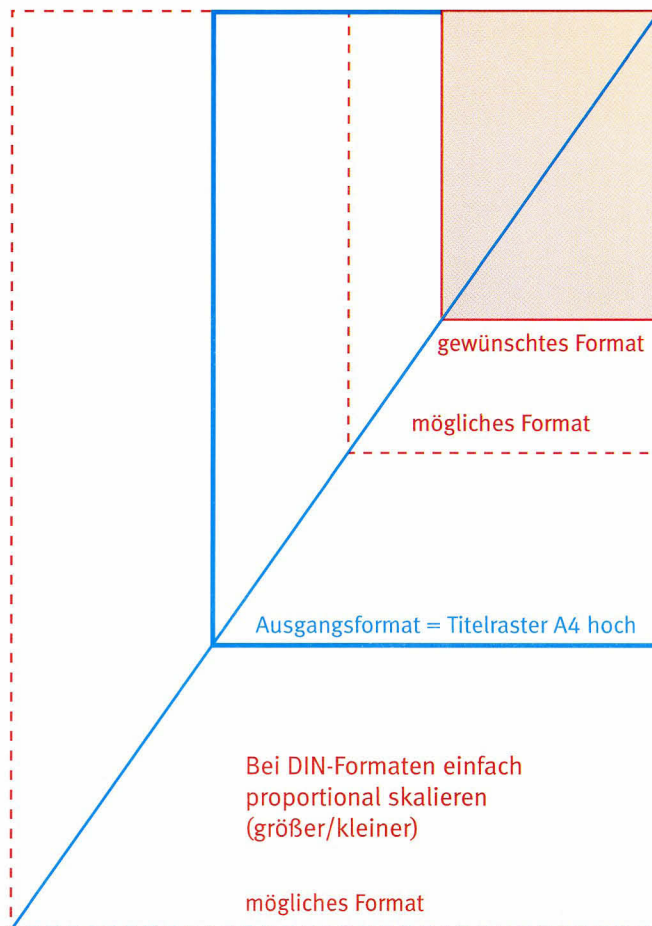 gewünschtes Format
mögliches Format
Ausgangsformat = Titelraster A4 hoch
Bei DIN-Formaten einfach
proportional skalieren
(größer/kleiner)
mögliches Format